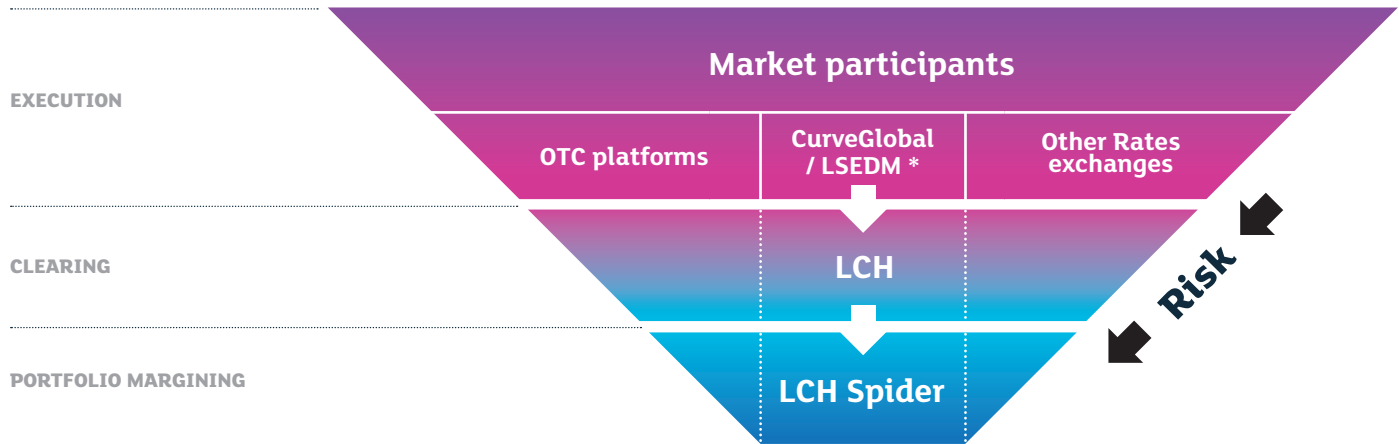 Market participants
EXECUTION
OTC platforms
CurveGlobal
/ LSEDM *
Other Rates
exchanges
CLEARING
LCH
Risk
PORTFOLIO MARGINING
LCH Spider